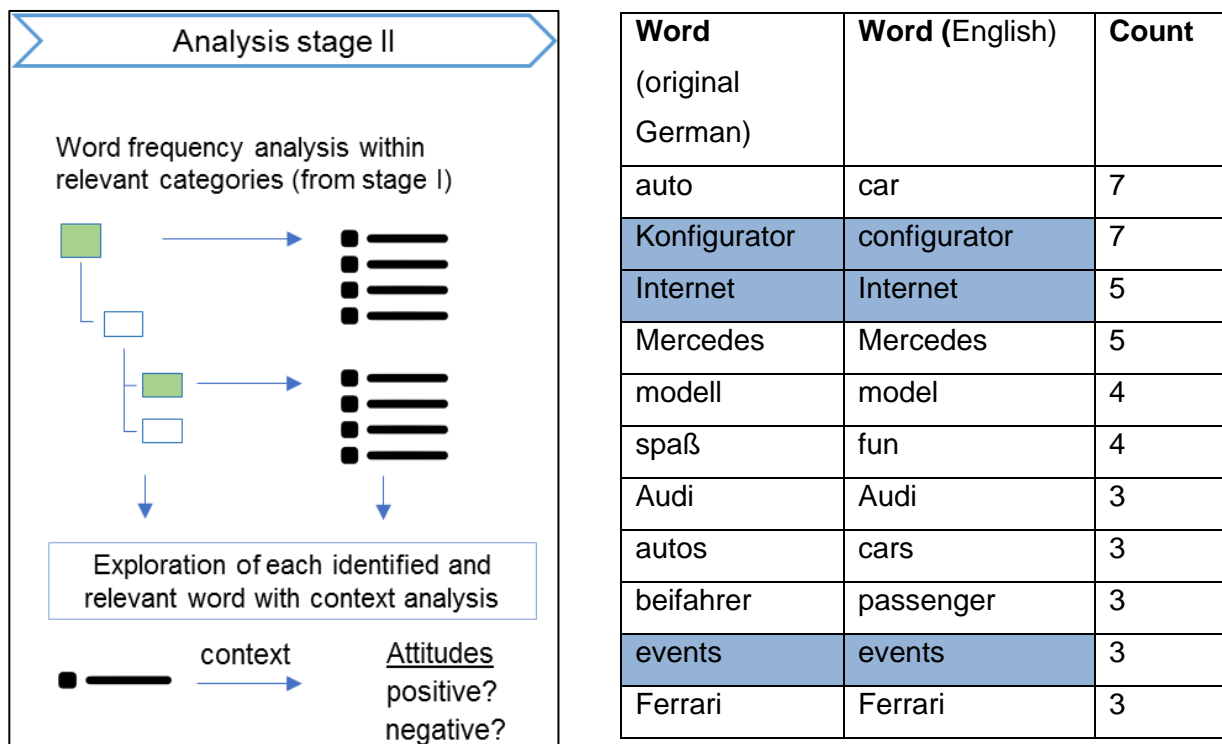 Analysis stage II
Word frequency analysis within
relevant categories (from stage I)
Exploration of each identified and
relevant word with context analysis
context
Attitudes
positive?
negative?
Word (original German) Word (English) Count
auto car 7
Konfigurator configurator 7
Internet Internet 5
Mercedes Mercedes 5
modell model 4
spaß fun 4
Audi Audi 3
autos cars 3
beifahrer passenger 3
events events 3
Ferrari Ferrari 3